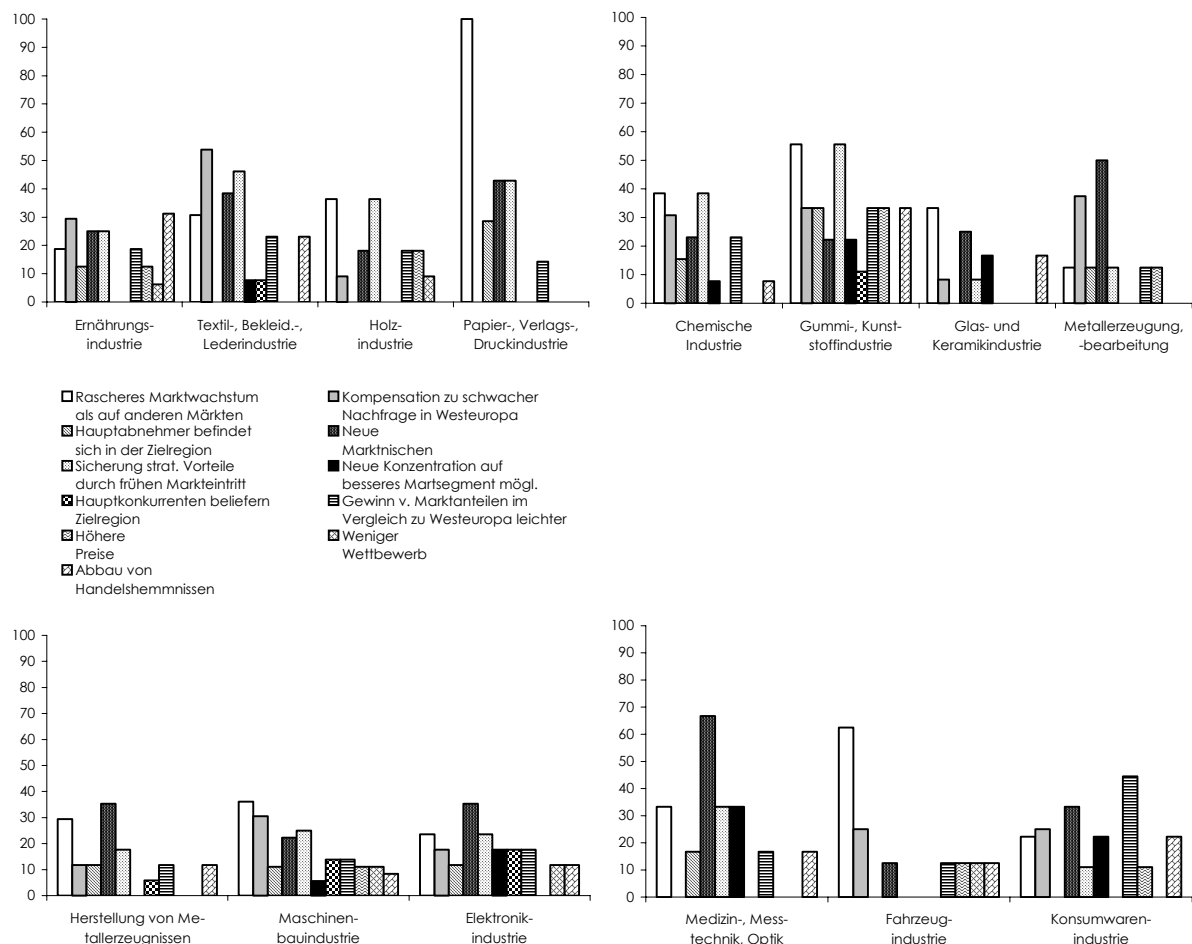 100
90
80
70
60
50
40
30
20
10
0
Ernährungs-
industrie
Textil-, Bekleid.-,
Lederindustrie
Holz-
industrie
Papier-, Verlags-,
Druckindustrie
100
90
80
70
60
50
40
30
20
10
0
Chemische
Industrie
Gummi-, Kunst-
stoffindustrie
Glas- und
Keramikindustrie
Metallerzeugung,
-bearbeitung
Rascheres Marktwachstum
als auf anderen Märkten
Hauptabnehmer befindet
sich in der Zielregion
Sicherung strat. Vorteile
durch frühen Markteintritt
Hauptkonkurrenten beliefern
Zielregion
Höhere
Preise
Abbau von
Handelshemmnissen
Kompensation zu schwacher
Nachfrage in Westeuropa
Neue
Marktnischen
Neue Konzentration auf
besseres Martsegment mögl.
Gewinn v. Marktanteilen im
Vergleich zu Westeuropa leichter
Weniger
Wettbewerb
100
90
80
70
60
50
40
30
20
10
0
Herstellung von Me-
tallerzeugnissen
Maschinen-
bauindustrie
Elektronik-
industrie
100
90
80
70
60
50
40
30
20
10
0
Medizin-, Mess-
technik, Optik
Fahrzeug-
industrie
Konsumwaren-
industrie